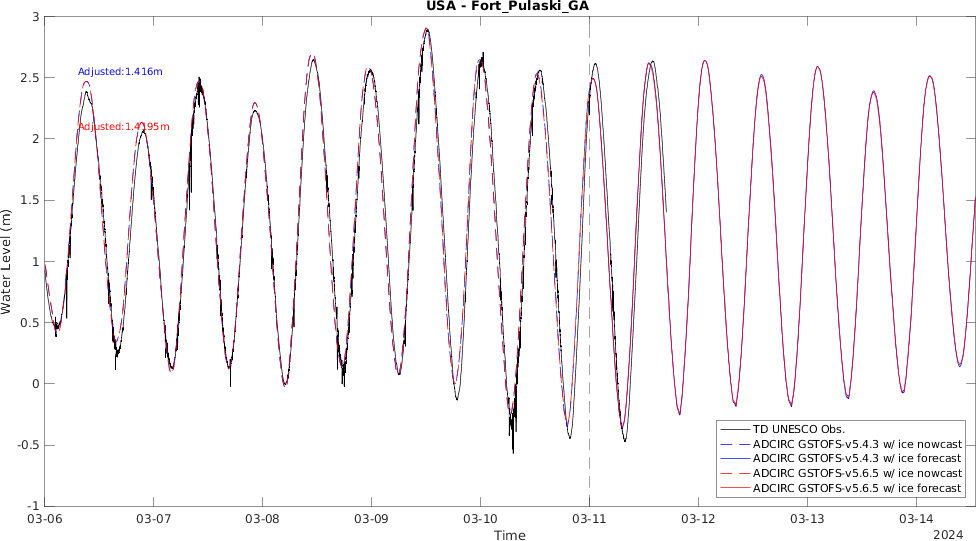 USA - Fort_Pulaski_GA
3
2.5
2
1.5
1
0.5
0
-0.5
-1
Water Level (m)
Adjusted:1.416m
Adjusted:1.4195m
TD UNESCO Obs.
ADCIRC GSTOFS-v5.4.3 w/ ice nowcast
ADCIRC GSTOFS-v5.4.3 w/ ice forecast
ADCIRC GSTOFS-v5.6.5 w/ ice nowcast
ADCIRC GSTOFS-v5.6.5 w/ ice forecast
03-06 03-07 03-08 03-09 03-10 03-11 03-12 03-13 03-14
Time
2024